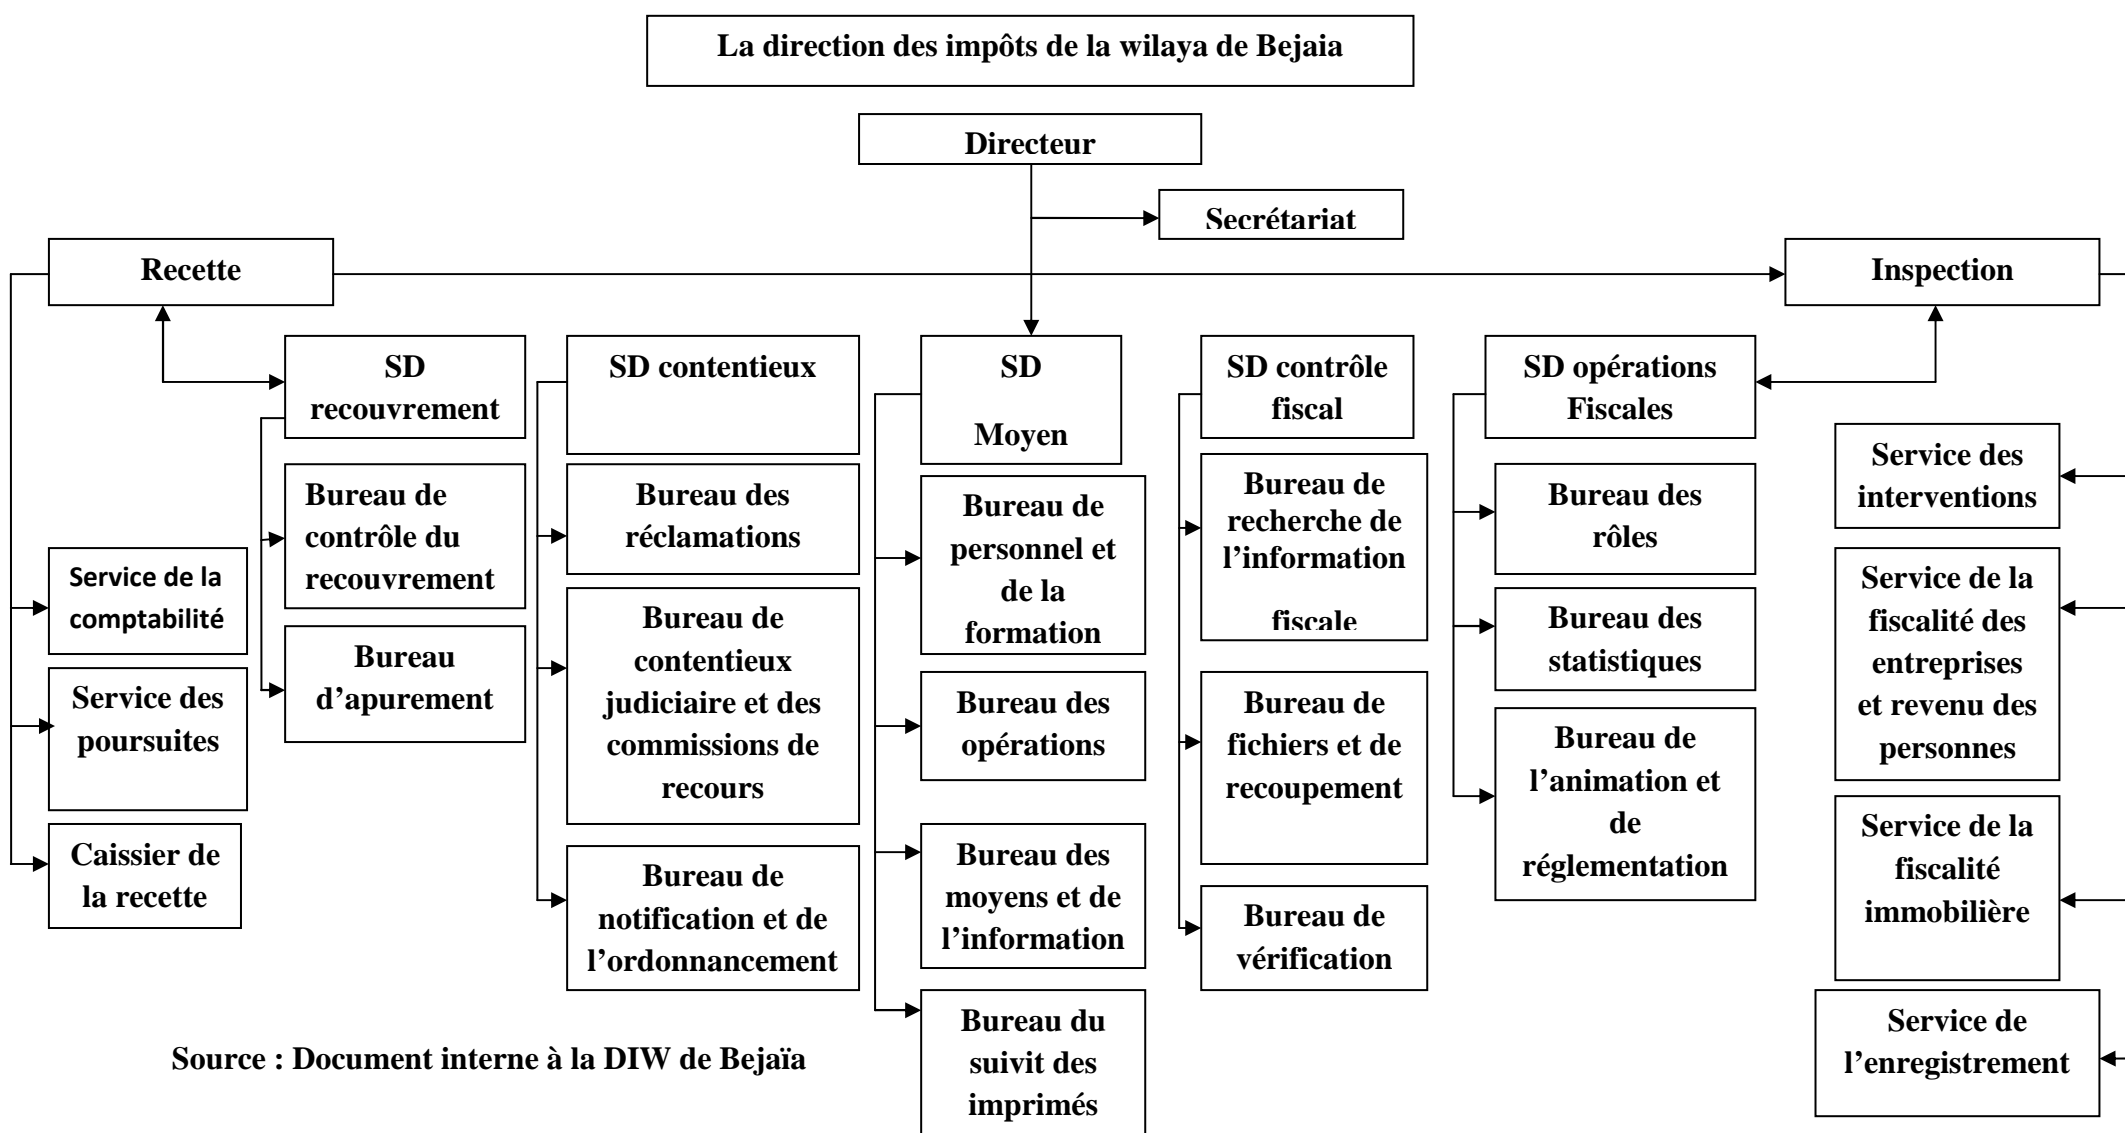 La direction des impôts de la wilaya de Bejaia
Directeur
Secrétariat
Recette
Inspection
SD
recouvrement
SD contentieux
SD
Moyen
SD contrôle
fiscal
SD opérations
Fiscales
Service de la
comptabilité
Service des
poursuites
Caissier de
la recette
Bureau de
contrôle du
recouvrement
Bureau
d’apurement
Bureau des
réclamations
Bureau de
contentieux
judiciaire et des
commissions de
recours
Bureau de
notification et de
l’ordonnancement
Bureau de
personnel et
de la
formation
Bureau des
opérations
Bureau des
moyens et de
l’information
Bureau du
suivit des
imprimés
Bureau de
recherche de
l’information
fiscale
Bureau de
fichiers et de
recoupement
Bureau de
vérification
Bureau des
rôles
Bureau des
statistiques
Bureau de
l’animation et
de
réglementation
Service des
interventions
Service de la
fiscalité des
entreprises
et revenu des
personnes
Service de la
fiscalité
immobilière
Service de
l’enregistrement
Source : Document interne à la DIW de Bejaïa